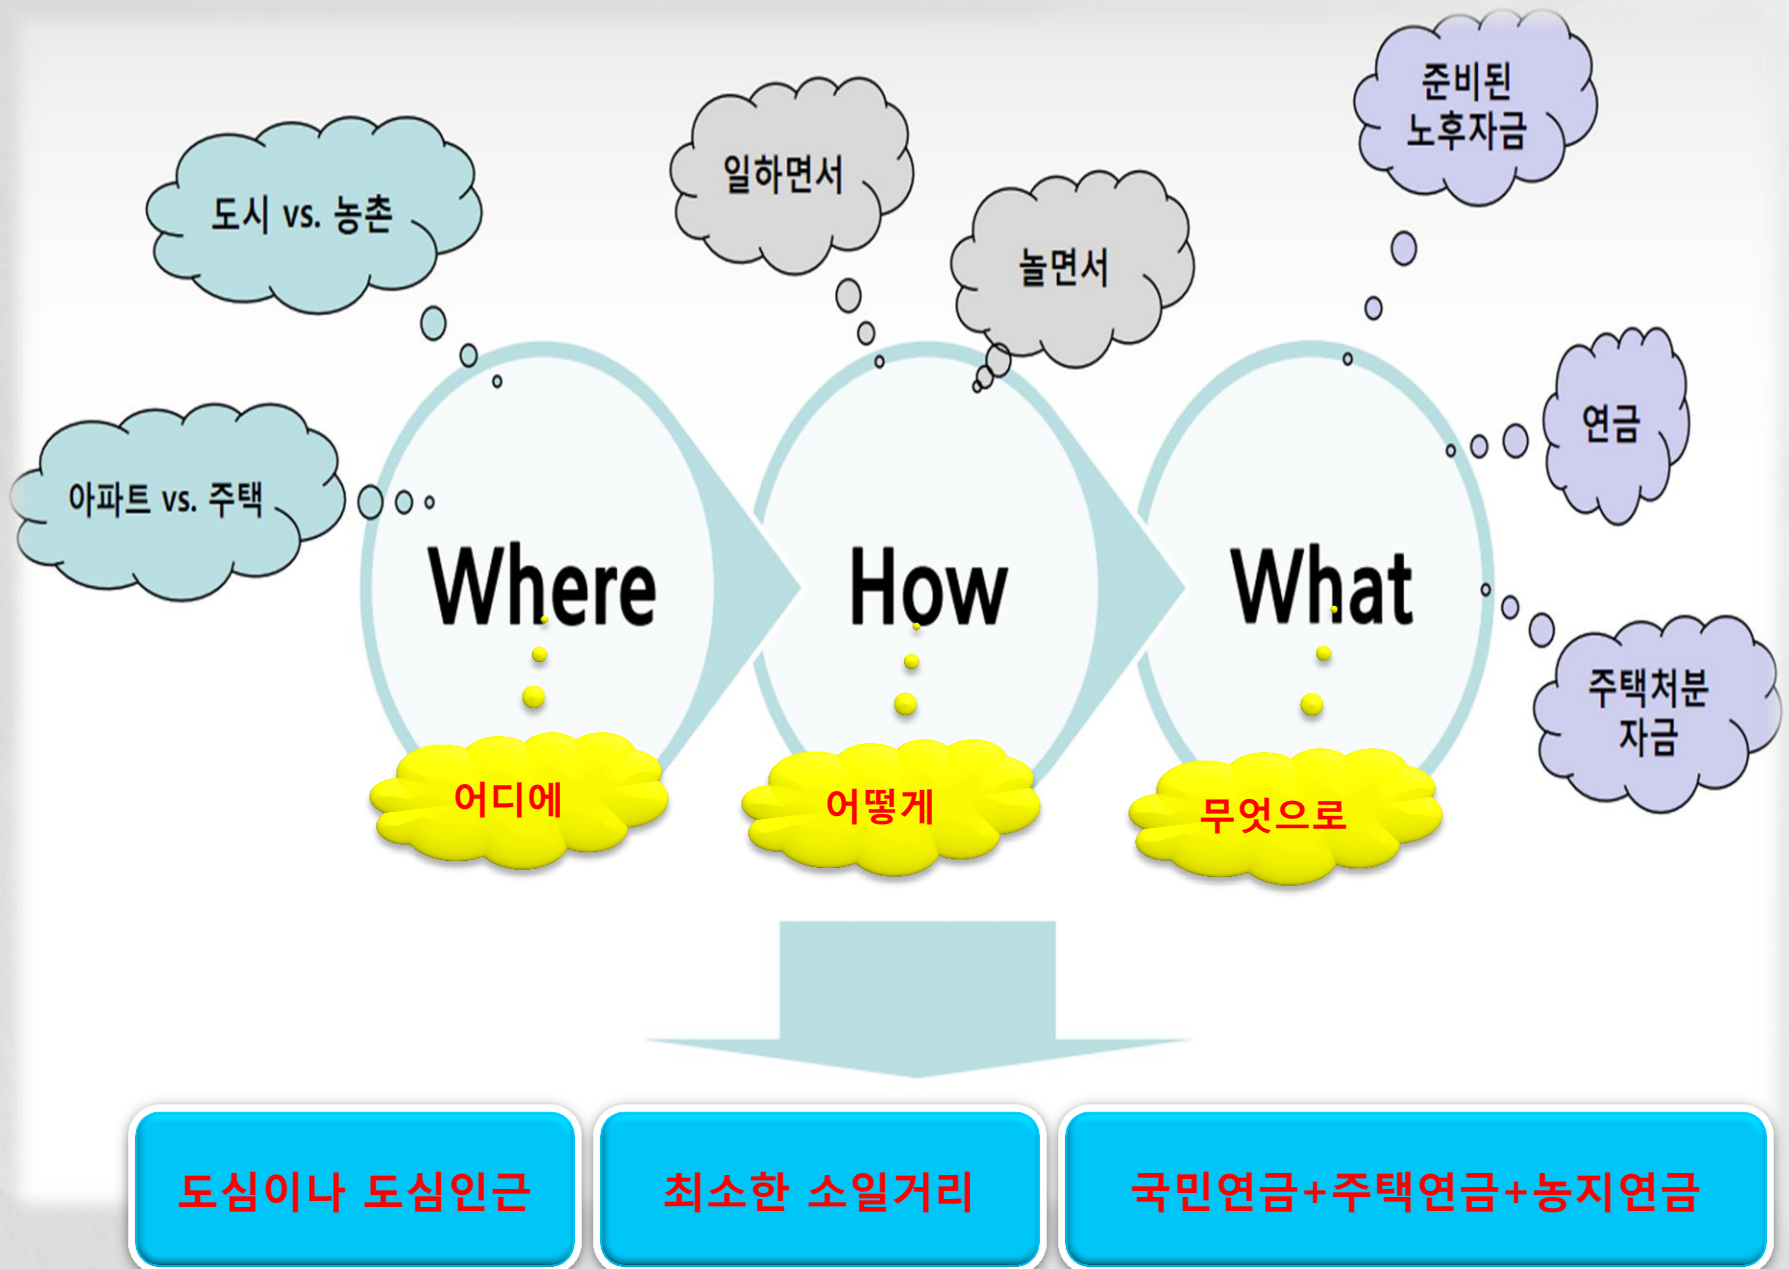 준비된
노후자금
일하면서
도시 vs. 농촌
놀면서
연금
아파트 vs. 주택
Where
How
What
주택처분
자금
어디에
어떻게
무엇으로
도심이나 도심인근
최소한 소일거리
국민연금+주택연금+농지연금